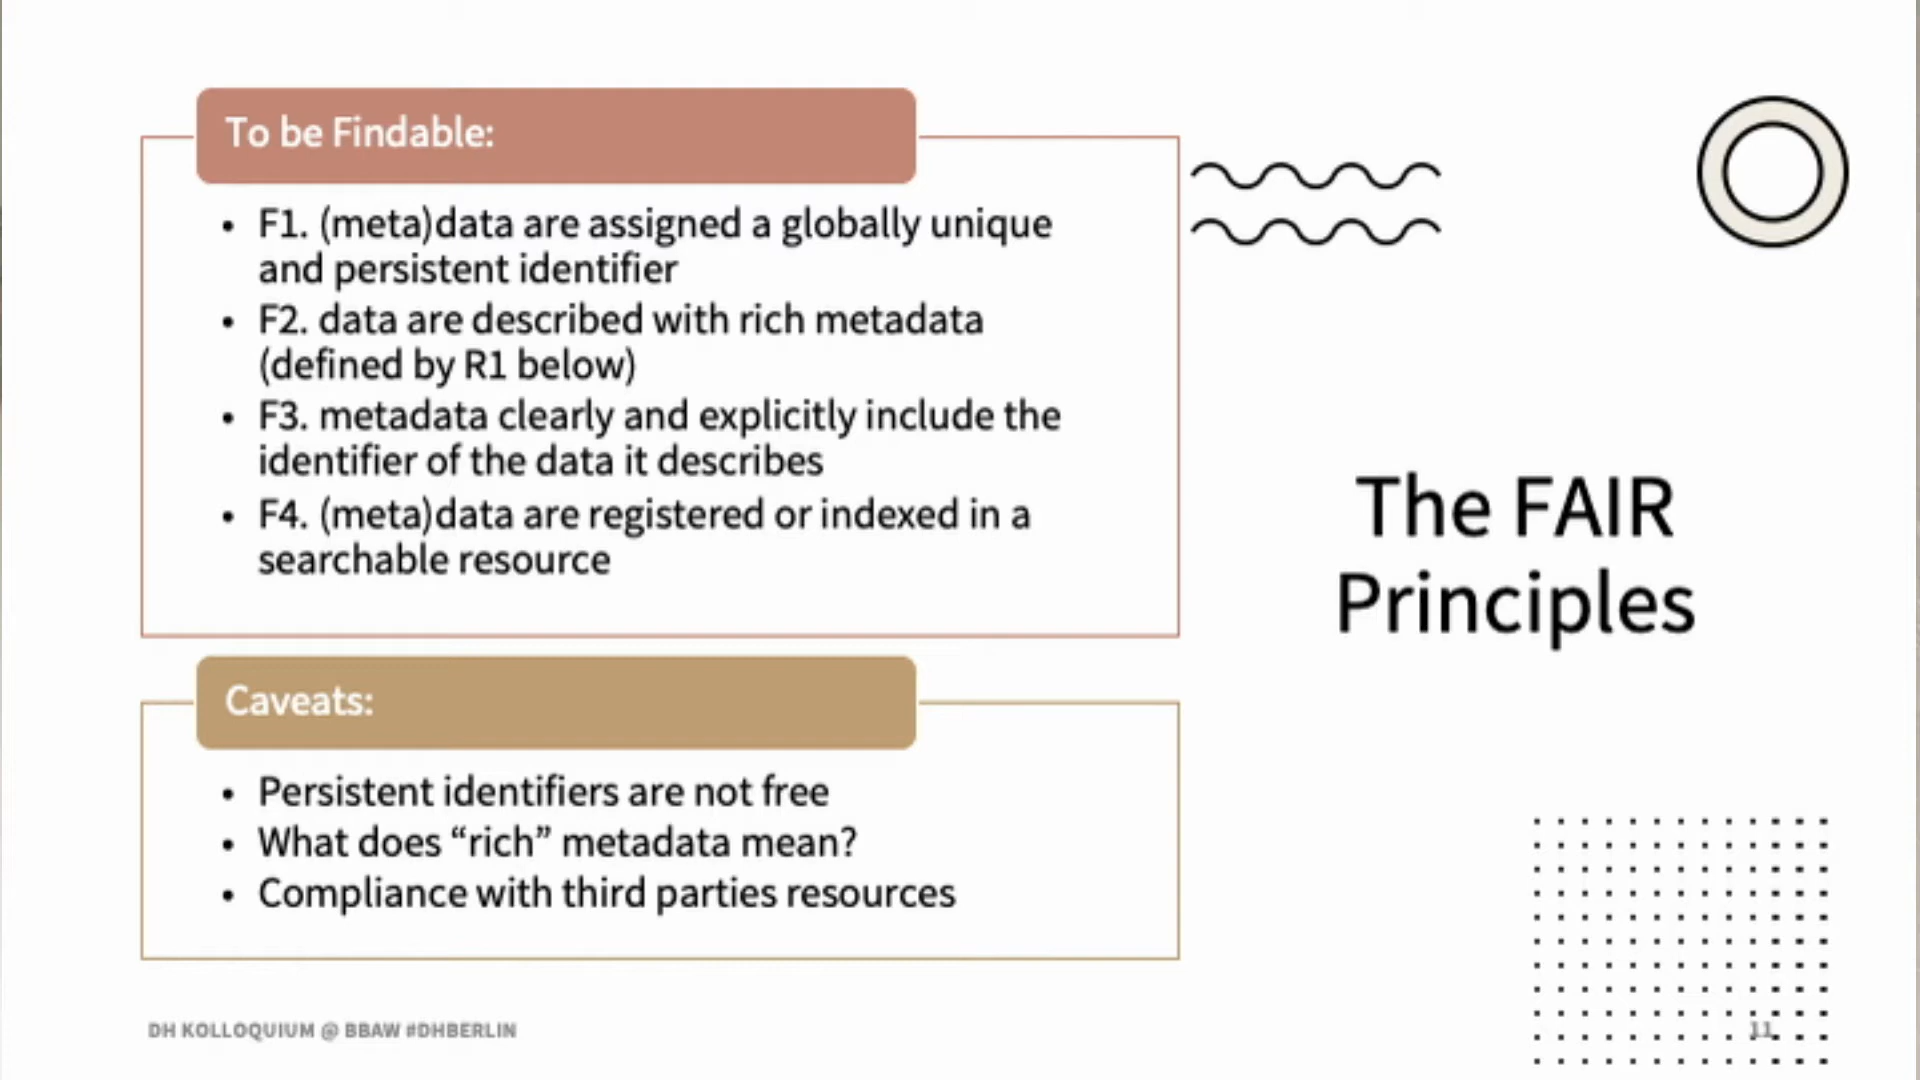 To be Findable:
• F1. (meta)data are assigned a globally unique
and persistent identifier
• F2. data are described with rich metadata
(defined by R1 below)
• F3. metadata clearly and explicitly include the
identifier of the data it describes
• F4. (meta)data are registered or indexed in a
searchable resource
Caveats:
• Persistent identifiers are not free
• What does “rich” metadata mean?
• Compliance with third parties resources
The FAIR
Principles
DH KOLLOQUIUM @ BBAW #DHBERLIN
11